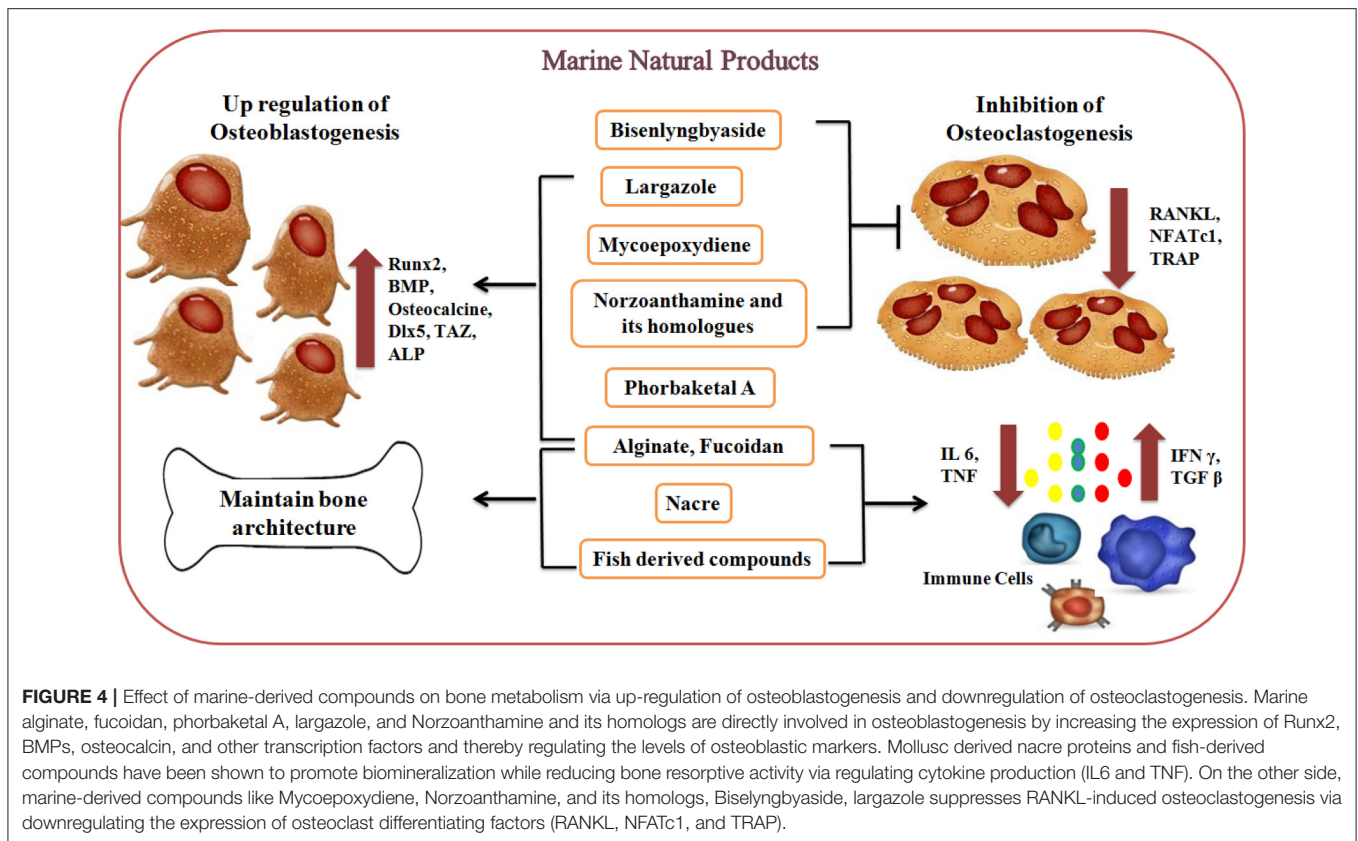 Marine Natural Products
Up regulation of
Osteoblastogenesis
Runx2,
BMP,
Osteocalcine,
Dlx5, TAZ,
ALP
Maintain bone
architecture
Bisenlyngbyaside
Largazole
Mycoepoxydiene
Norzoanthamine and
its homologues
Phorbaketal A
Alginate, Fucoidan
Nacre
Fish derived compounds
Inhibition of
Osteoclastogenesis
RANKL,
NFATc1,
TRAP
IL 6,
TNF
IFN γ,
TGF β
Immune Cells
FIGURE 4 | Effect of marine-derived compounds on bone metabolism via up-regulation of osteoblastogenesis and downregulation of osteoclastogenesis. Marine
alginate, fucoidan, phorbaketal A, largazole, and Norzoanthamine and its homologs are directly involved in osteoblastogenesis by increasing the expression of Runx2,
BMPs, osteocalcin, and other transcription factors and thereby regulating the levels of osteoblastic markers. Mollusc derived nacre proteins and fish-derived
compounds have been shown to promote biomineralization while reducing bone resorptive activity via regulating cytokine production (IL6 and TNF). On the other side,
marine-derived compounds like Mycoepoxydiene, Norzoanthamine, and its homologs, Biselyngbyaside, largazole suppresses RANKL-induced osteoclastogenesis via
downregulating the expression of osteoclast differentiating factors (RANKL, NFATc1, and TRAP).